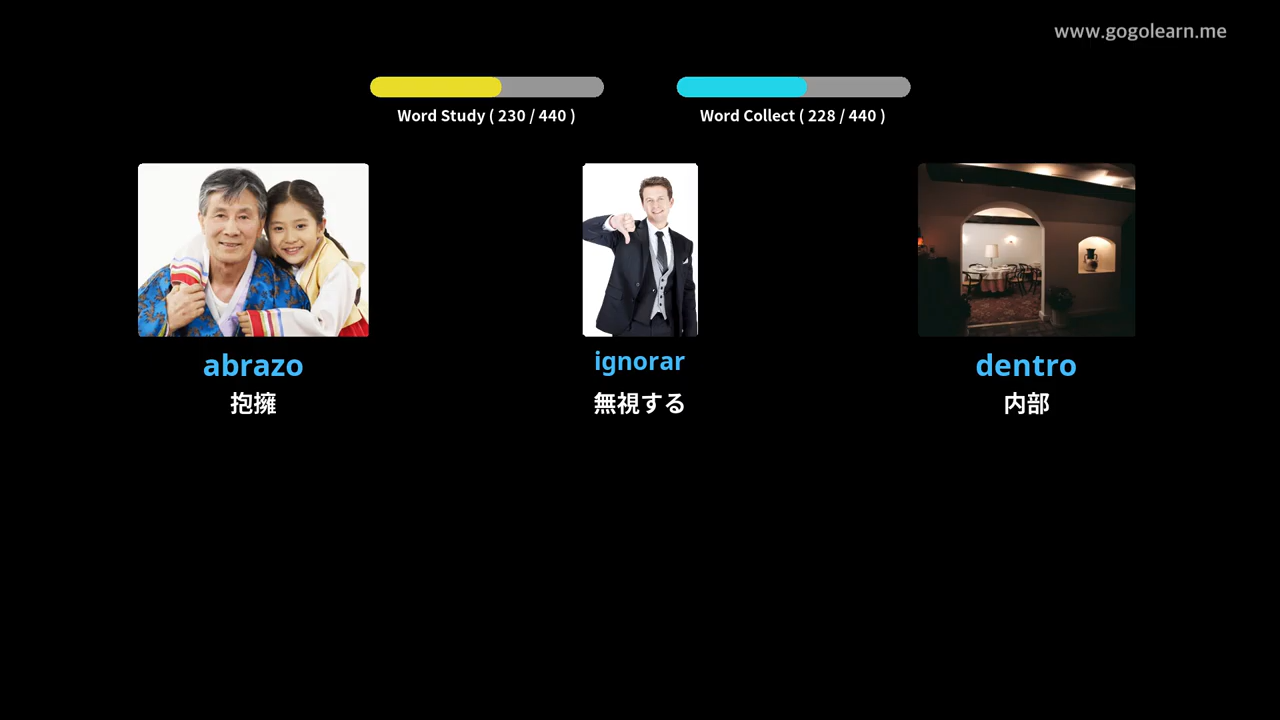 www.gogolearn.me
Word Study ( 230 / 440 )
Word Collect ( 228 / 440 )
abrazo
抱擁
ignorar
無視する
dentro
内部